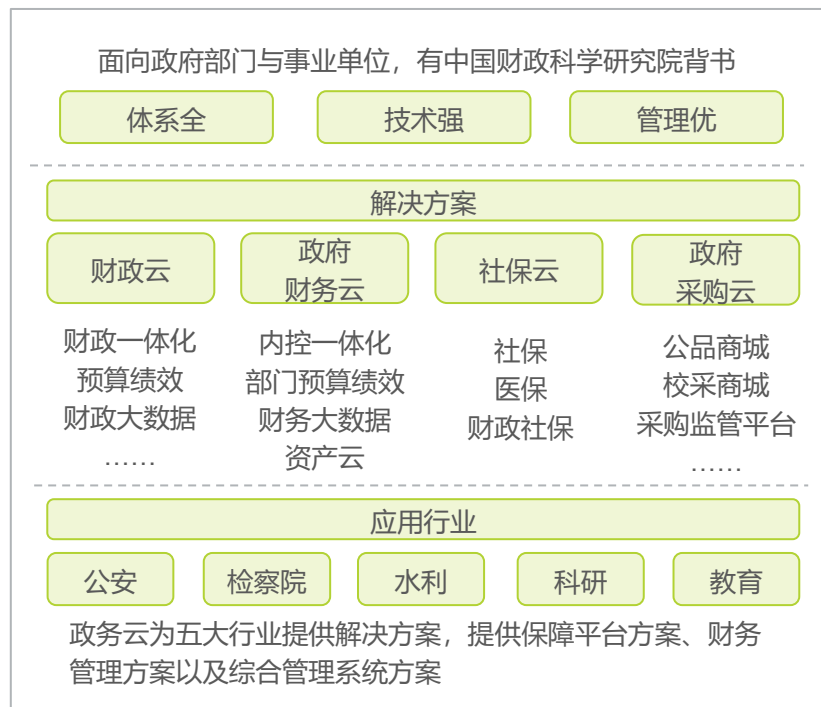 面向政府部门与事业单位，有中国财政科学研究院背书
体系全
技术强
管理优
解决方案
财政云
政府
财务云
社保云
政府
采购云
财政一体化
预算绩效
财政大数据
……
内控一体化
部门预算绩效
财务大数据
资产云
社保
医保
财政社保
公品商城
校采商城
采购监管平台
……
应用行业
公安
检察院
水利
科研
教育
政务云为五大行业提供解决方案，提供保障平台方案、财务
管理方案以及综合管理系统方案